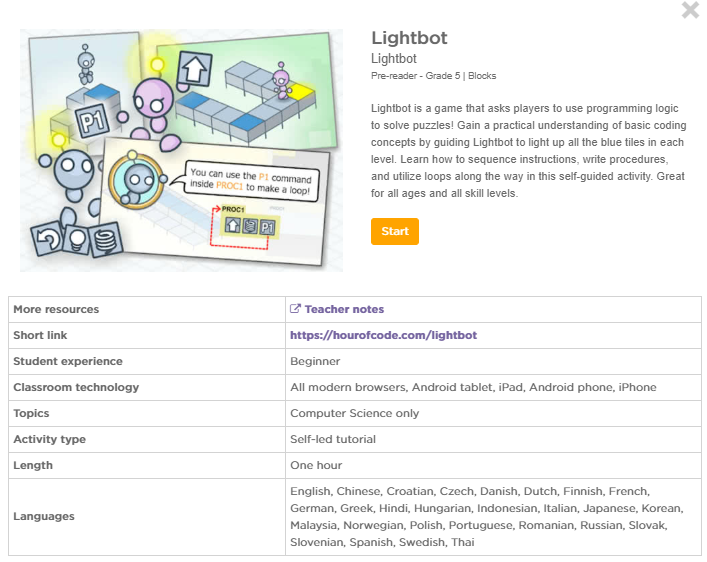 Lightbot
Lightbot
Pre-reader - Grade 5 | Blocks
Lightbot is a game that asks players to use programming logic
to solve puzzles! Gain a practical understanding of basic coding
concepts by guiding Lightbot to light up all the blue tiles in each
level. Learn how to sequence instructions, write procedures,
and utilize loops along the way in this self-guided activity. Great
for all ages and all skill levels.
Start
P1
You can use the P1 command
inside PROC1 to make a loop!
PROC1
P1
More resources Teacher notes
Short link https://hourofcode.com/lightbot
Student experience Beginner
Classroom technology All modern browsers, Android tablet, iPad, Android phone, iPhone
Topics Computer Science only
Activity type Self-led tutorial
Length One hour
Languages
English, Chinese, Croatian, Czech, Danish, Dutch, Finnish, French,
German, Greek, Hindi, Hungarian, Indonesian, Italian, Japanese, Korean,
Malaysia, Norwegian, Polish, Portuguese, Romanian, Russian, Slovak,
Slovenian, Spanish, Swedish, Thai